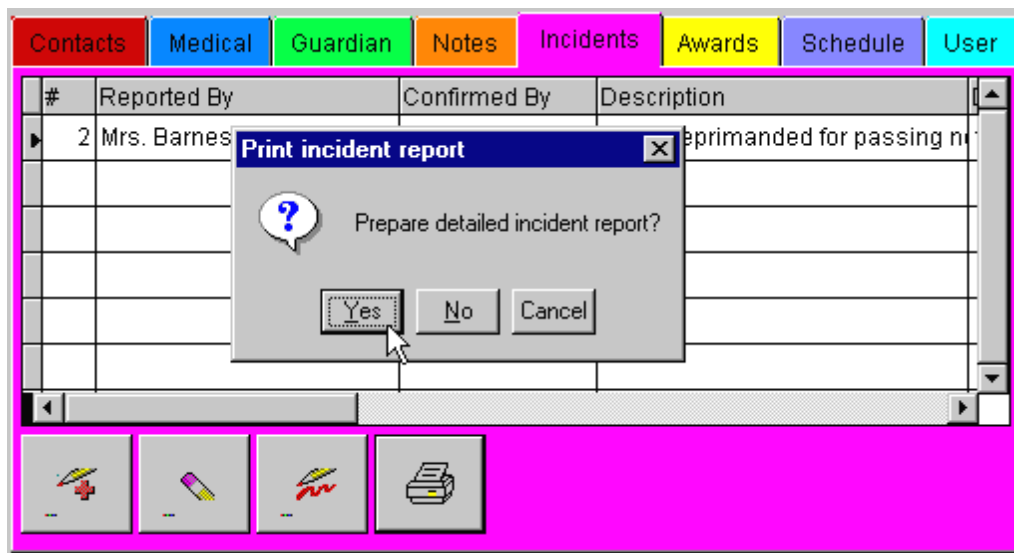 Contacts Medical Guardian Notes Incidents Awards Schedule User
# Reported By Confirmed By Description
2 Mrs. Barnes eprimanded for passing
Print incident report
Prepare detailed incident report?
Yes No Cancel